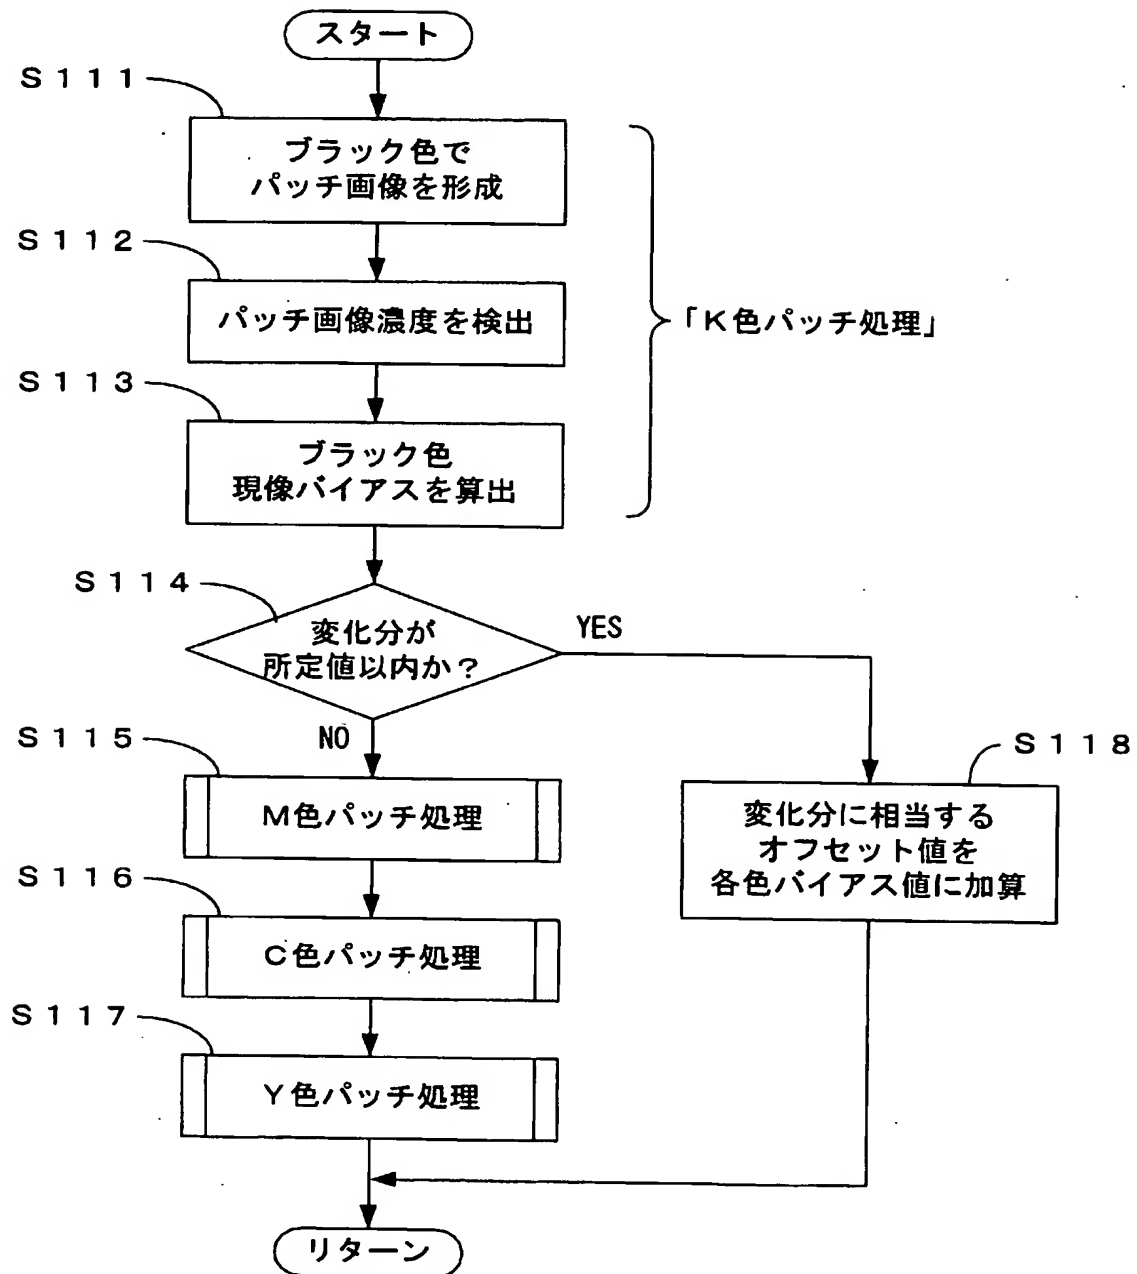 スタート
S111
ブラック色で
パッチ画像を形成
S112
パッチ画像濃度を検出
「K色パッチ処理」
S113
ブラック色
現像バイアスを算出
S114
変化分が
所定値以内か?
YES
NO
S115
M色パッチ処理
S118
変化分に相当する
オフセット値を
各色バイアス値に加算
S116
C色パッチ処理
S117
Y色パッチ処理
リターン